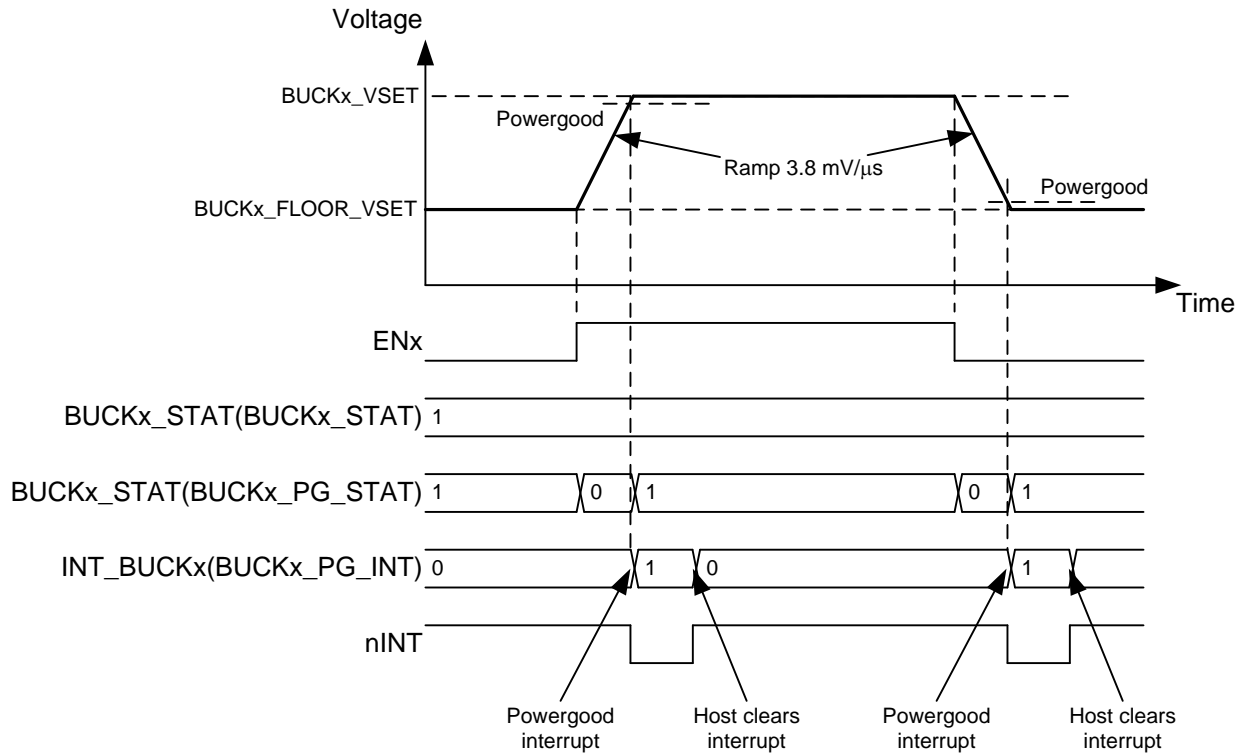 Voltage
BUCKx_VSET
Powergood
Ramp 3.8 mV/μs
Powergood
BUCKx_FLOOR_VSET
Time
ENx
BUCKx_STAT(BUCKx_STAT) 1
BUCKx_STAT(BUCKx_PG_STAT) 1 0 1 0 1
INT_BUCKx(BUCKx_PG_INT) 0 1 0 1
nINT
Powergood interrupt
Host clears interrupt
Powergood interrupt
Host clears interrupt